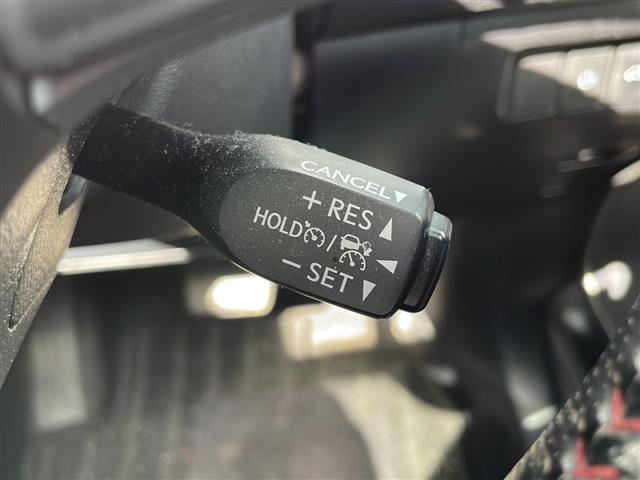 CANCEL
+ RES
HOLD /
– SET